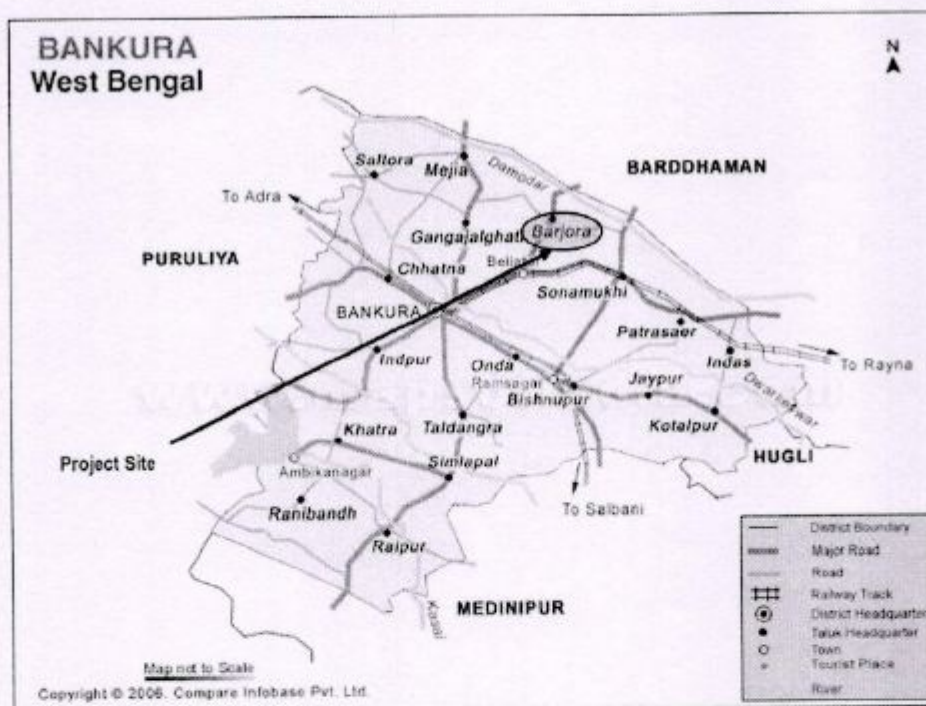 BANKURA
West Bengal
N
Saltora
Mejia
Damodar
BARDDHAMAN
To Adra
Gangajalghati
Barjora
PURULIYA
Chhatna
Beliator
Sonamukhi
BANKURA
Patrasaer
Indpur
Onda
Indas
To Rayna
Ramsagar
Bishnupur
Jaypur
Dwarkeswar
Kotalpur
Khatra
Taldangra
Project Site
Ambikanagar
Simlapal
HUGLI
Ranibandh
To Salbani
Raipur
MEDINIPUR
Kasai
District Boundary
Major Road
Road
Railway Track
District Headquarter
Taluk Headquarter
Town
Tourist Place
River
Map not to Scale
Copyright © 2006. Compare Infobase Pvt. Ltd.